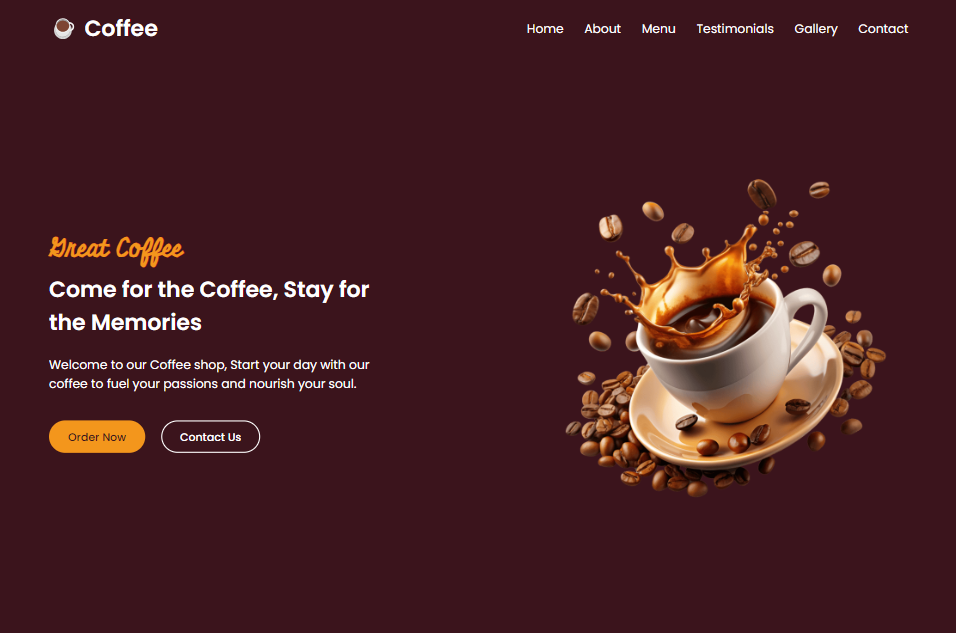 Coffee
Home About Menu Testimonials Gallery Contact
Great Coffee
Come for the Coffee, Stay for
the Memories
Welcome to our Coffee shop, Start your day with our
coffee to fuel your passions and nourish your soul.
Order Now Contact Us